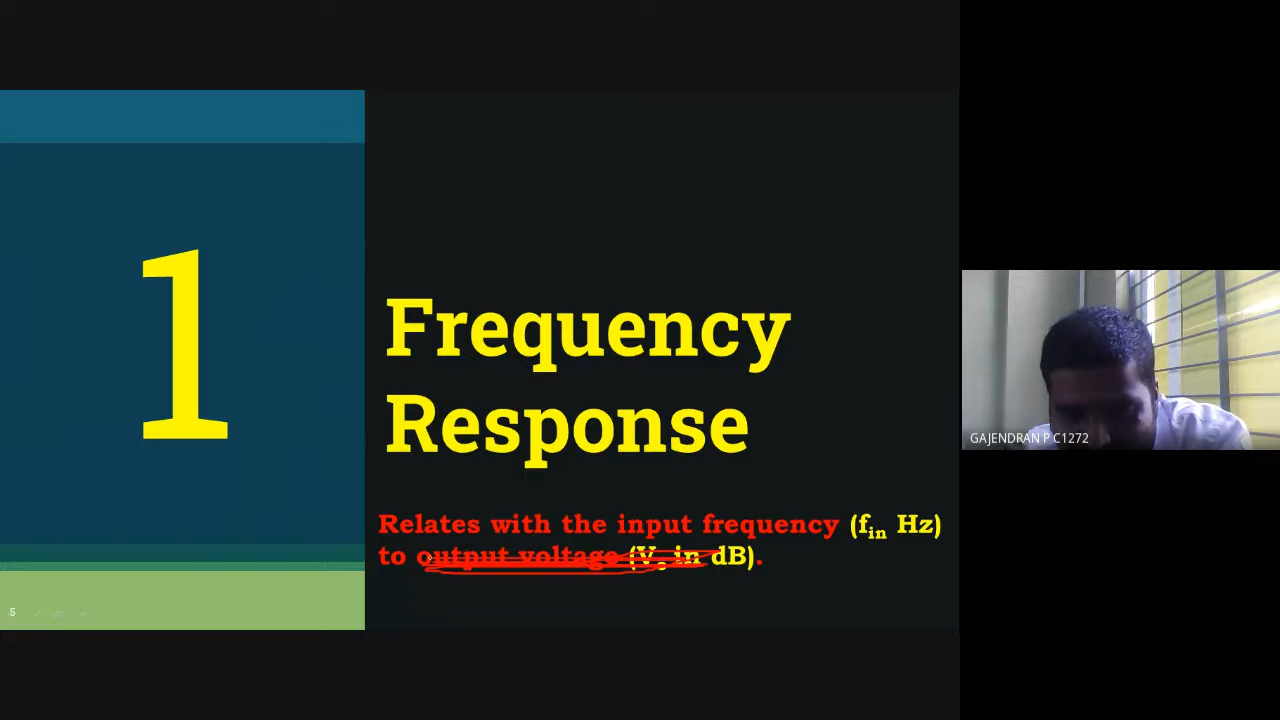 1
Frequency
Response
Relates with the input frequency (fin Hz)
to output voltage (Vo in dB).
5
GAJENDRAN P C1272